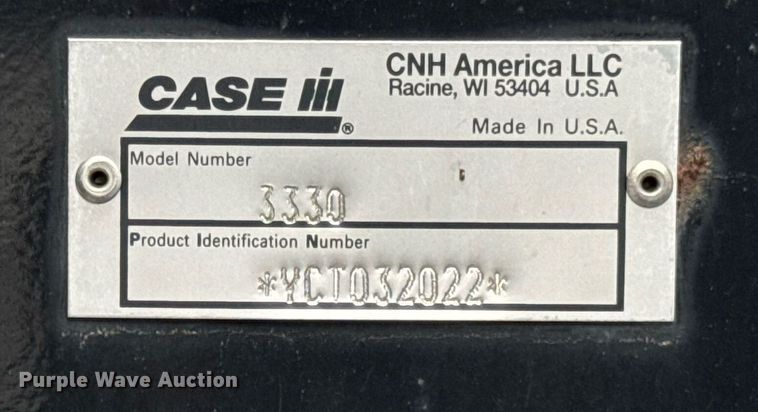 CASE IH®
CNH America LLC
Racine, WI 53404 U.S.A
Made In U.S.A.
Model Number
3330
Product Identification Number
*YCT032022*
Purple Wave Auction